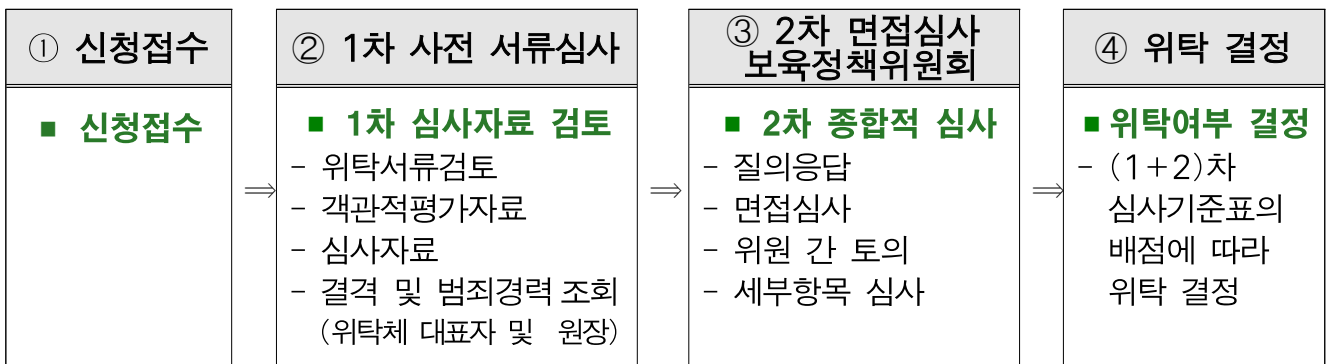 ① 신청접수
■ 신청접수
⇒
② 1차 사전 서류심사
■ 1차 심사자료 검토
- 위탁서류검토
- 객관적평가자료
- 심사자료
- 결격 및 범죄경력 조회
(위탁체 대표자 및 원장)
⇒
③ 2차 면접심사
보육정책위원회
■ 2차 종합적 심사
- 질의응답
- 면접심사
- 위원 간 토의
- 세부항목 심사
⇒
④ 위탁 결정
■ 위탁여부 결정
- (1+2)차
심사기준표의
배점에 따라
위탁 결정